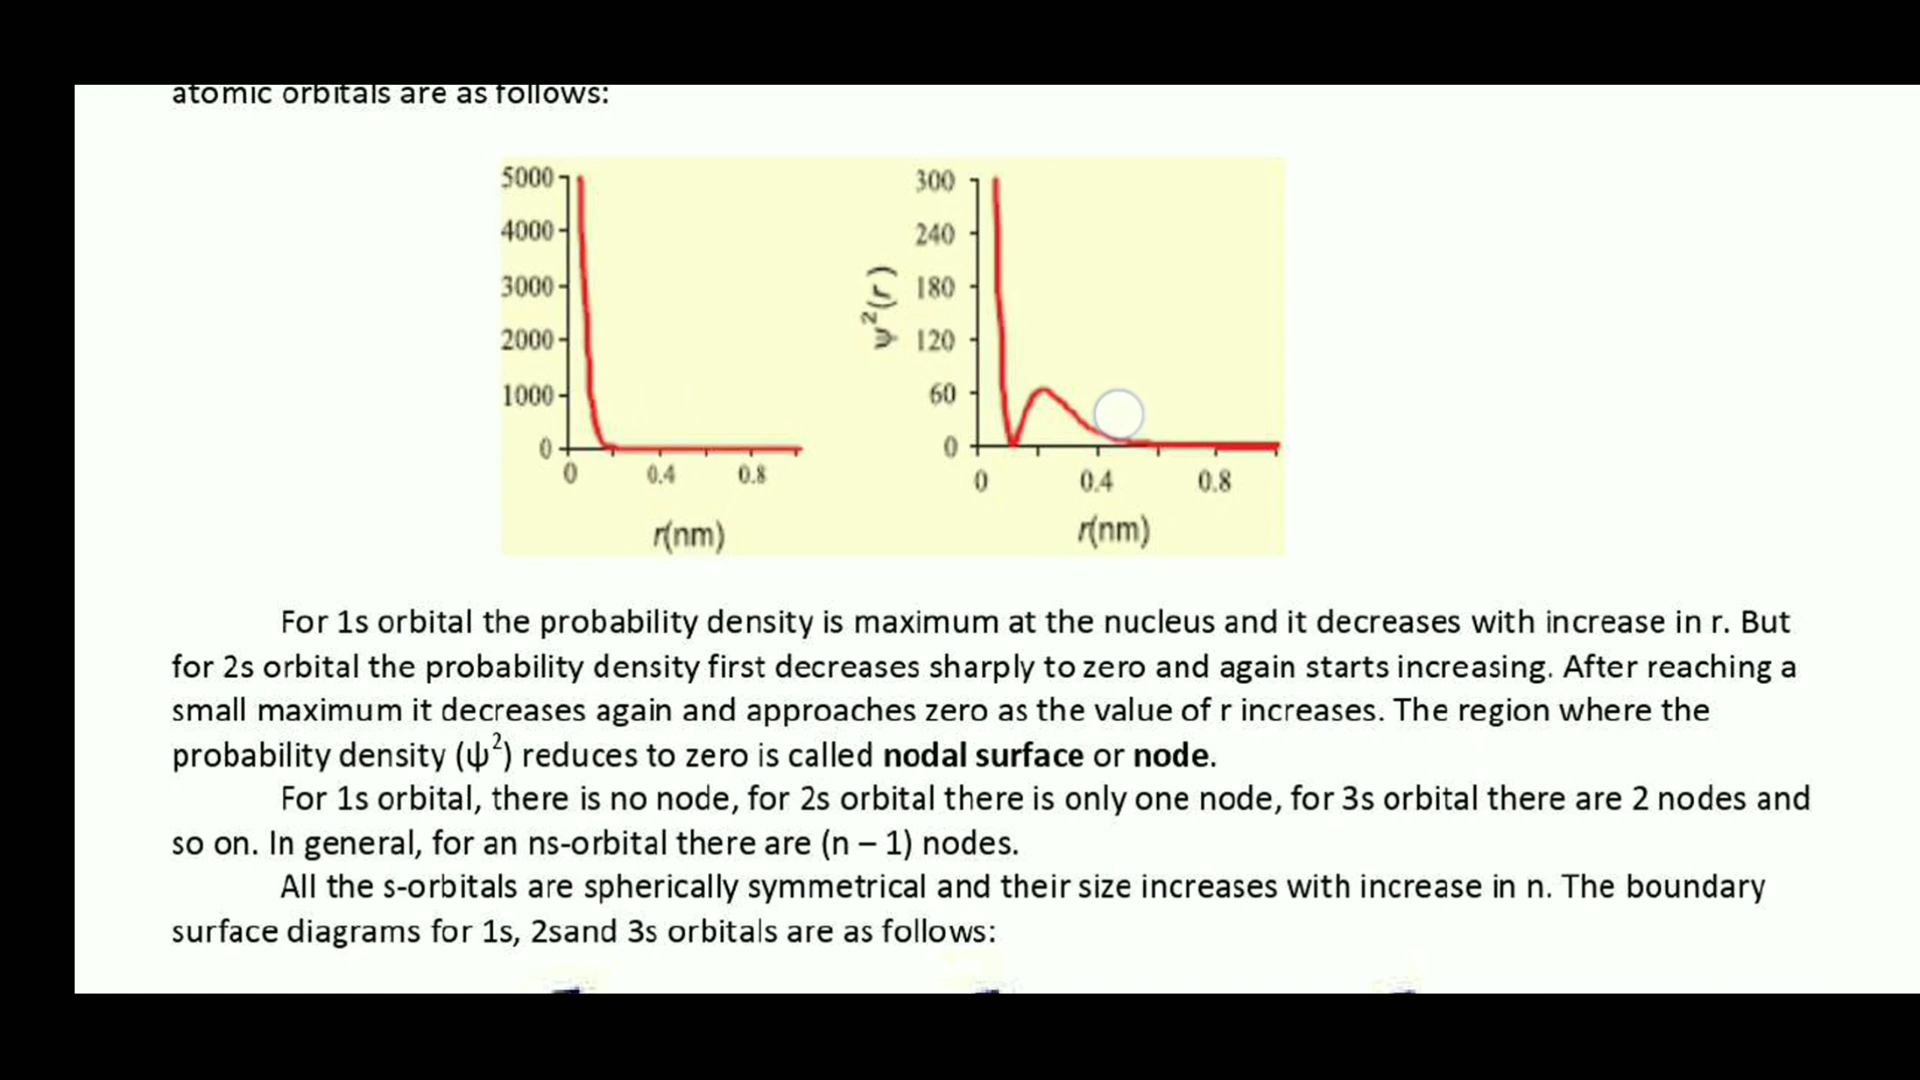 atomic orbitals are as follows:
5000
4000
3000
2000
1000
0
0 0.4 0.8
r(nm)
ψ²(r)
300
240
180
120
60
0
0 0.4 0.8
r(nm)
For 1s orbital the probability density is maximum at the nucleus and it decreases with increase in r. But
for 2s orbital the probability density first decreases sharply to zero and again starts increasing. After reaching a
small maximum it decreases again and approaches zero as the value of r increases. The region where the
probability density (ψ²) reduces to zero is called nodal surface or node.
For 1s orbital, there is no node, for 2s orbital there is only one node, for 3s orbital there are 2 nodes and
so on. In general, for an ns-orbital there are (n – 1) nodes.
All the s-orbitals are spherically symmetrical and their size increases with increase in n. The boundary
surface diagrams for 1s, 2sand 3s orbitals are as follows: